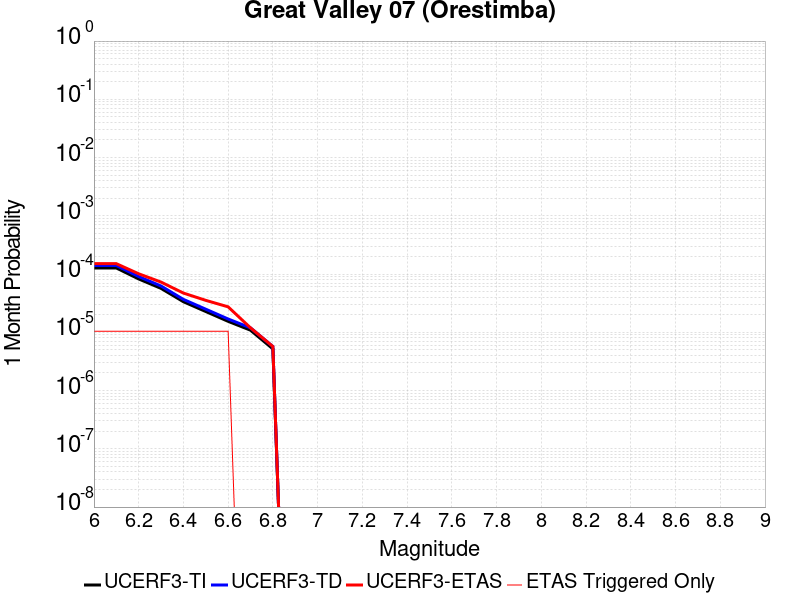 Great Valley 07 (Orestimba)
1 Month Probability
10^0
10^-1
10^-2
10^-3
10^-4
10^-5
10^-6
10^-7
10^-8
6 6.2 6.4 6.6 6.8 7 7.2 7.4 7.6 7.8 8 8.2 8.4 8.6 8.8 9
Magnitude
UCERF3-TI UCERF3-TD UCERF3-ETAS ETAS Triggered Only